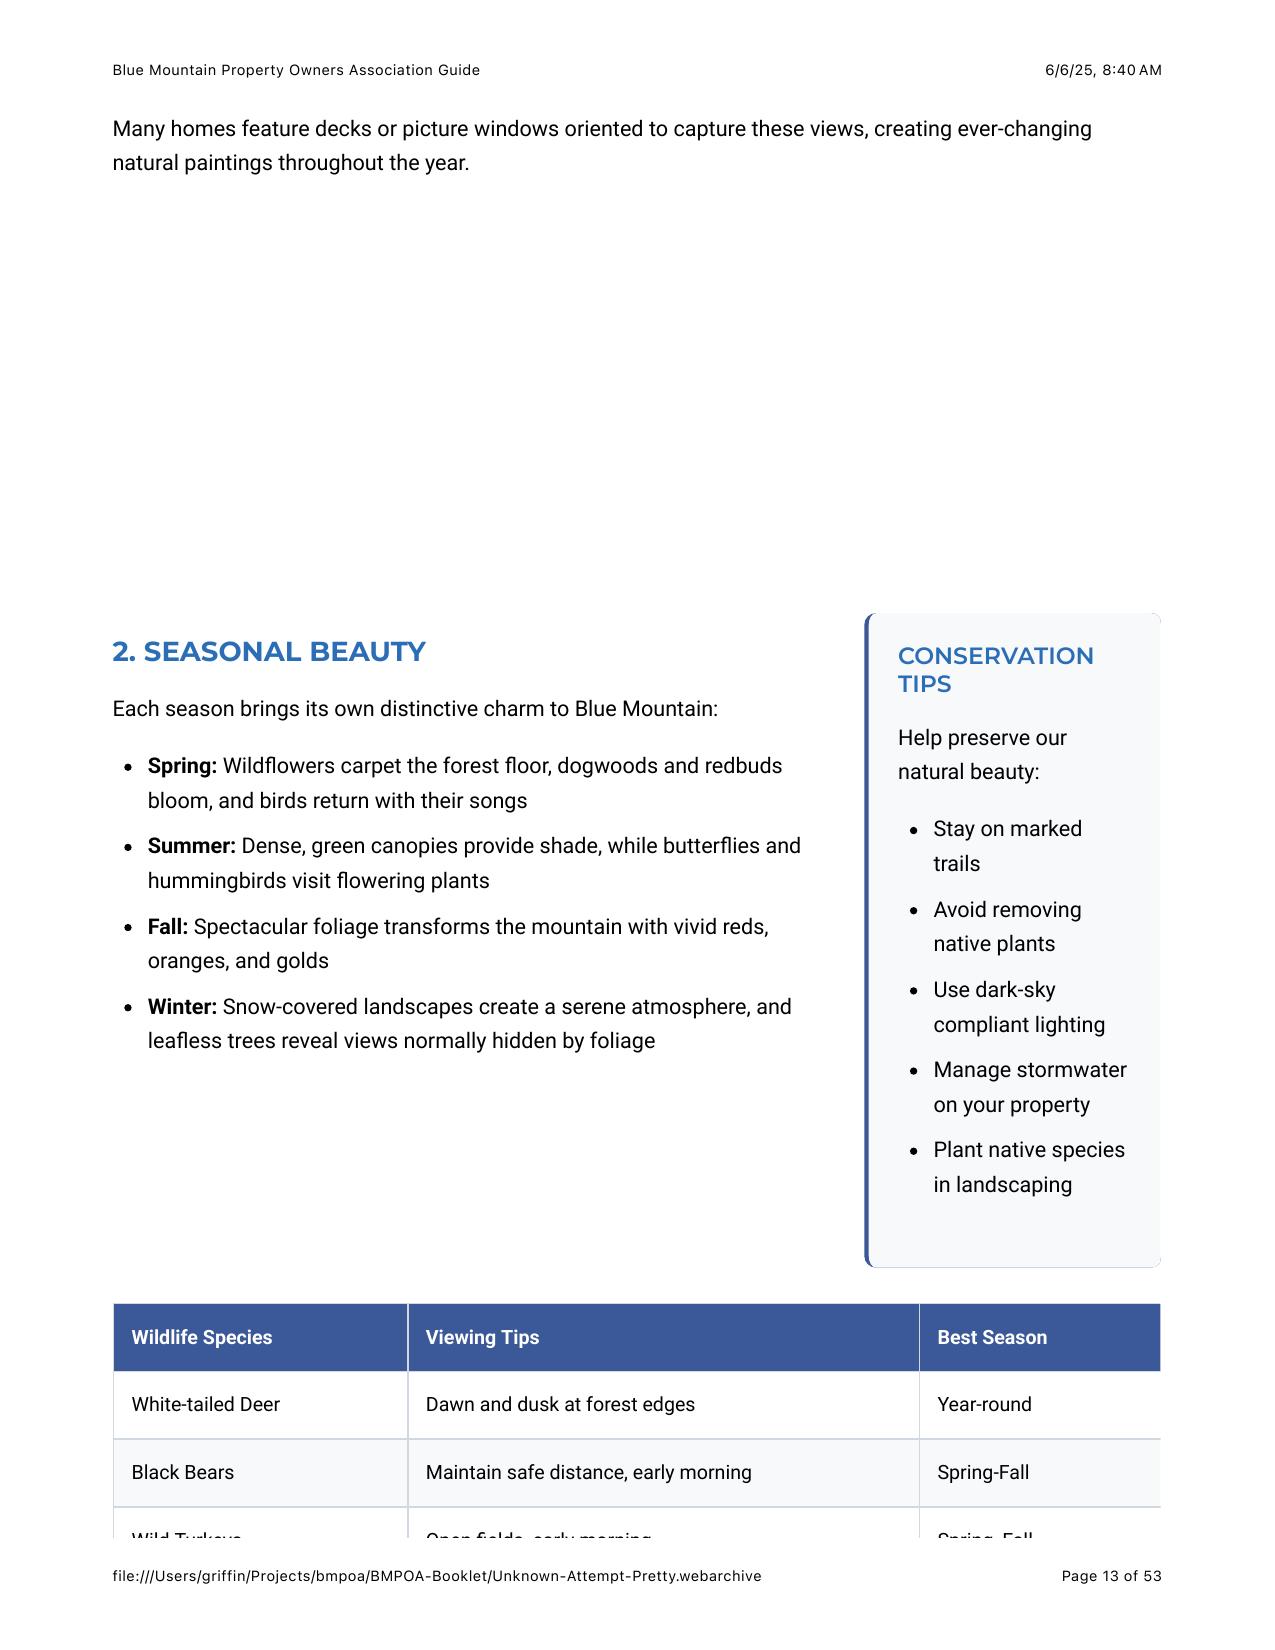 Blue Mountain Property Owners Association Guide
6/6/25, 8:40 AM
Many homes feature decks or picture windows oriented to capture these views, creating ever-changing
natural paintings throughout the year.
2. SEASONAL BEAUTY
Each season brings its own distinctive charm to Blue Mountain:
• Spring: Wildflowers carpet the forest floor, dogwoods and redbuds
bloom, and birds return with their songs
• Summer: Dense, green canopies provide shade, while butterflies and
hummingbirds visit flowering plants
• Fall: Spectacular foliage transforms the mountain with vivid reds,
oranges, and golds
• Winter: Snow-covered landscapes create a serene atmosphere, and
leafless trees reveal views normally hidden by foliage
CONSERVATION
TIPS
Help preserve our
natural beauty:
• Stay on marked
trails
• Avoid removing
native plants
• Use dark-sky
compliant lighting
• Manage stormwater
on your property
• Plant native species
in landscaping
Wildlife Species Viewing Tips Best Season
White-tailed Deer Dawn and dusk at forest edges Year-round
Black Bears Maintain safe distance, early morning Spring-Fall
Wild Turkeys Open fields, early morning Spring, Fall
file:///Users/griffin/Projects/bmpoa/BMPOA-Booklet/Unknown-Attempt-Pretty.webarchive
Page 13 of 53